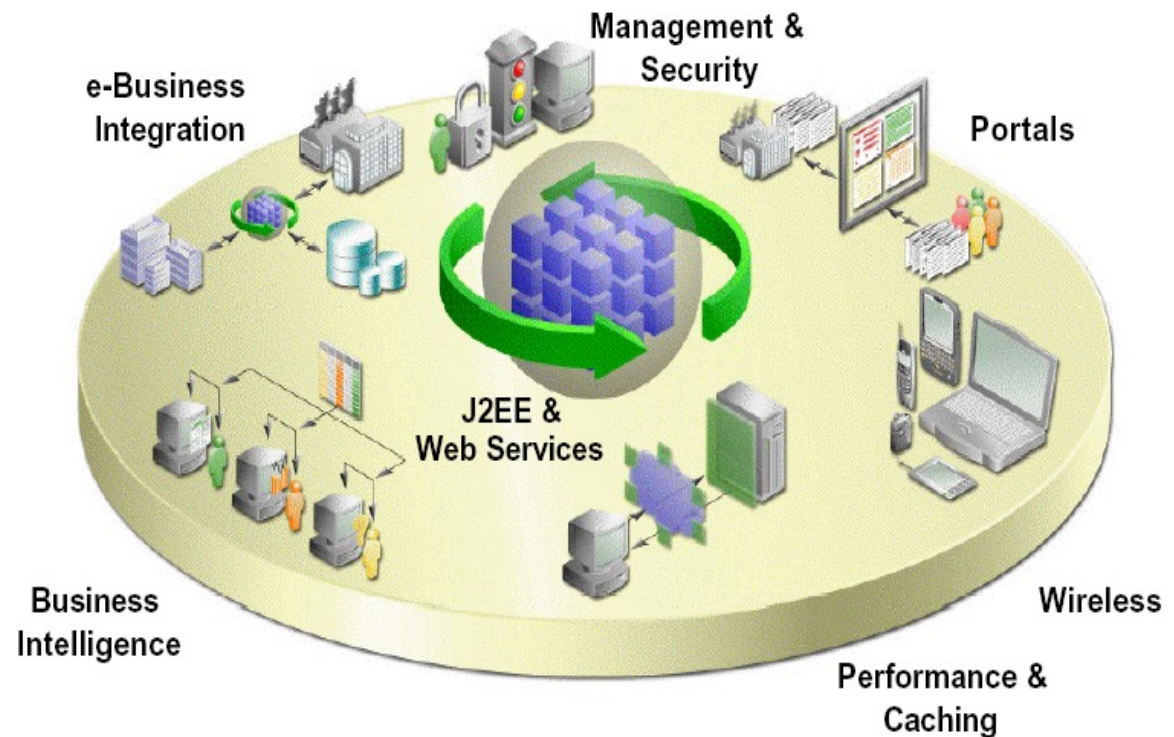 Management &
Security
e-Business
Integration
Portals
J2EE &
Web Services
Business
Intelligence
Wireless
Performance &
Caching